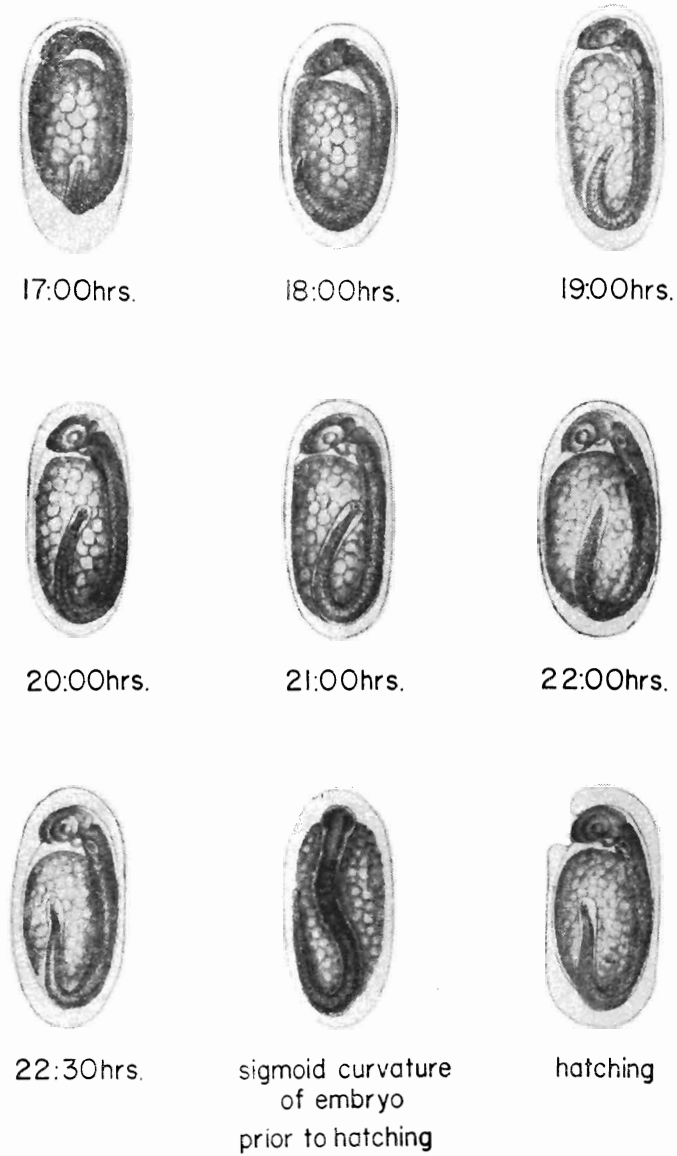 17:00hrs.
18:00hrs.
19:00hrs.
20:00hrs.
21:00hrs.
22:00hrs.
22:30hrs.
sigmoid curvature
of embryo
prior to hatching
hatching